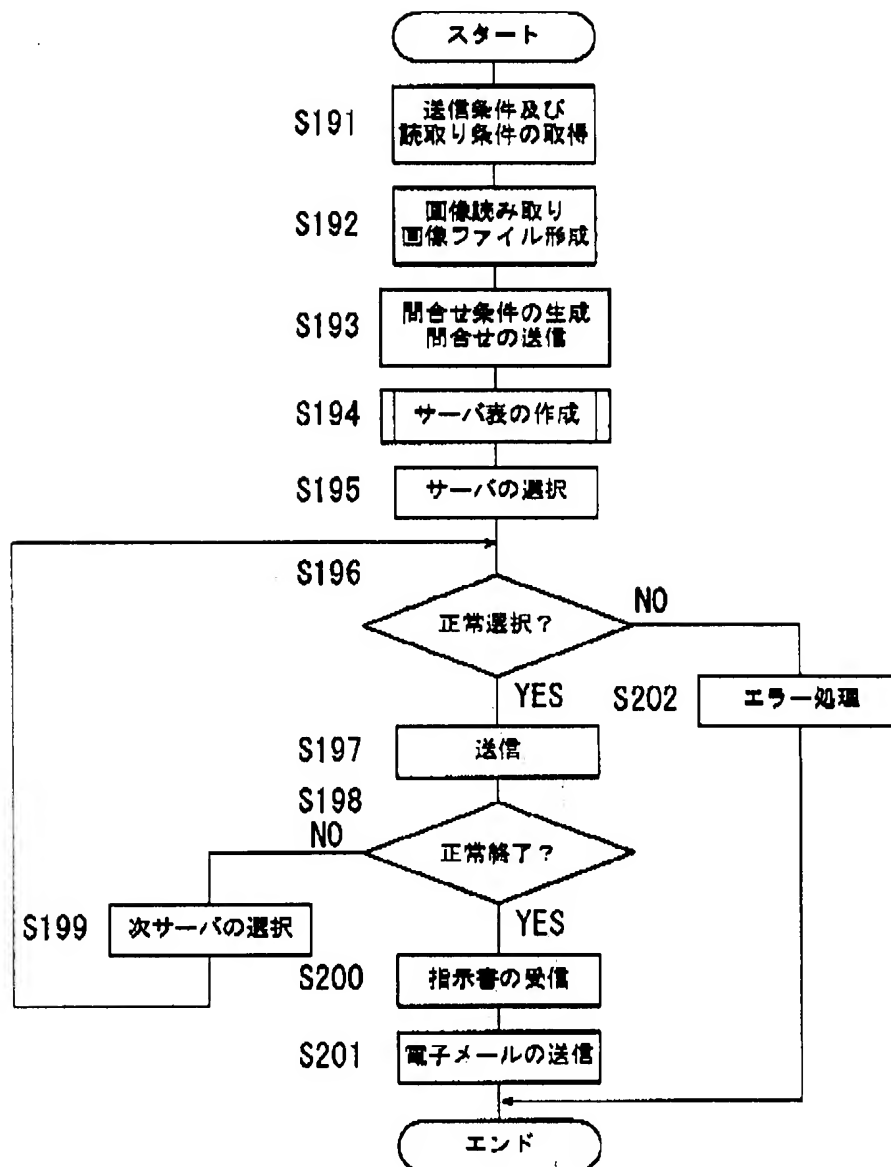 スタート
S191
送信条件及び
読取り条件の取得
S192
画像読み取り
画像ファイル形成
S193
問合せ条件の生成
問合せの送信
S194
サーバ表の作成
S195
サーバの選択
S196
正常選択?
NO
YES
S202
エラー処理
S197
送信
S198
NO
正常終了?
YES
S199
次サーバの選択
S200
指示書の受信
S201
電子メールの送信
エンド